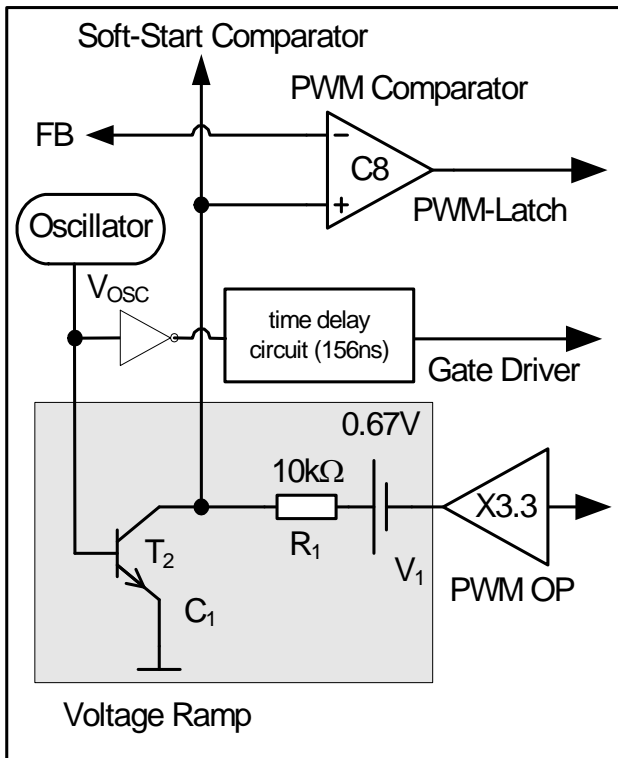 Soft-Start Comparator
PWM Comparator
FB
−
C8
+
PWM-Latch
Oscillator
VOSC
time delay
circuit (156ns)
Gate Driver
0.67V
10kΩ
X3.3
R1
V1
PWM OP
T2
C1
Voltage Ramp